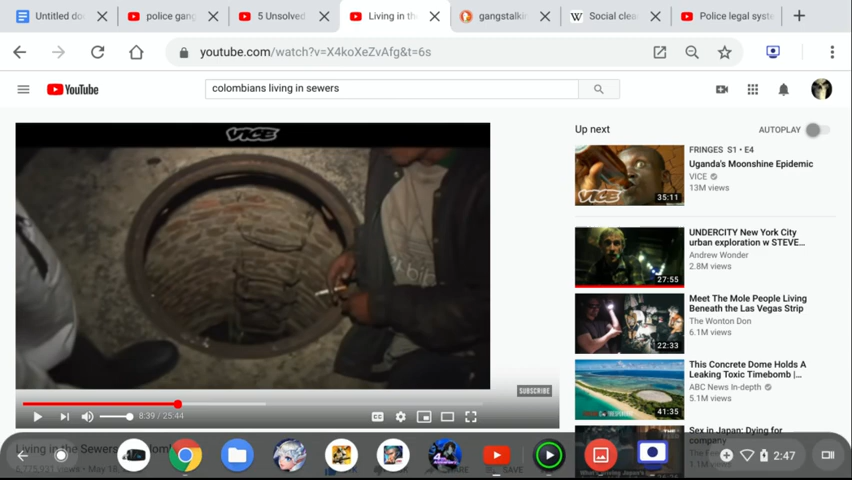 Untitled do
police gang
5 Unsolved
Living in the
gangstalki
Social clea
Police legal syst
youtube.com/watch?v=X4koXeZvAfg&t=6s
YouTube
colombians living in sewers
VICE
Up next
AUTOPLAY
FRINGES S1 • E4
Uganda's Moonshine Epidemic
VICE
13M views
VICE
35:11
UNDERCITY New York City
urban exploration w STEVE...
Andrew Wonder
2.8M views
27:55
Meet The Mole People Living
Beneath the Las Vegas Strip
The Wonton Don
6.1M views
22:33
This Concrete Dome Holds A
Leaking Toxic Timebomb |...
ABC News In-depth
5.1M views
41:35
SUBSCRIBE
8:39 / 25:44
CC
Sex in Japan: Dying for
company
Living in the Sewers
2:47